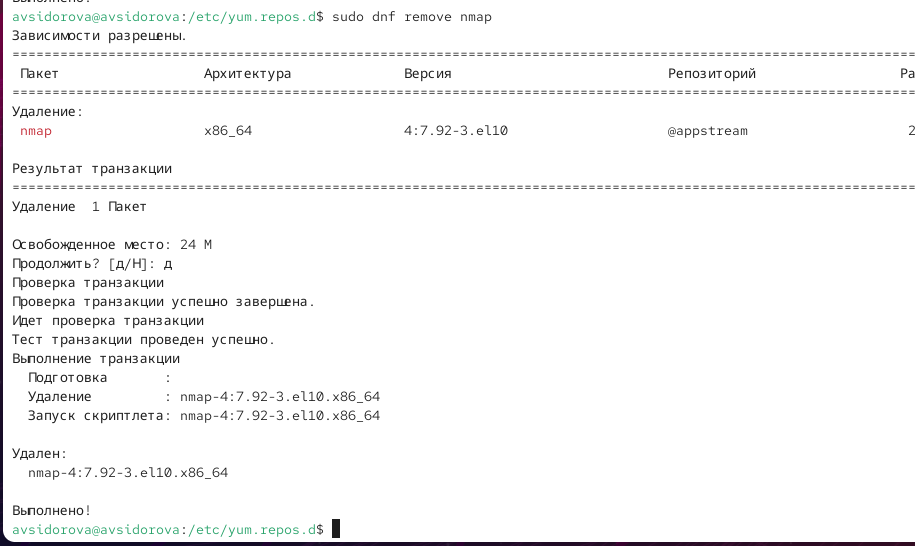 Выполнено!
avsidorova@avsidorova:/etc/yum.repos.d$ sudo dnf remove nmap
Зависимости разрешены.
Пакет Архитектура Версия Репозиторий Ра
Удаление:
nmap x86_64 4:7.92-3.el10 @appstream 2
Результат транзакции
Удаление 1 Пакет
Освобожденное место: 24 M
Продолжить? [д/Н]: д
Проверка транзакции
Проверка транзакции успешно завершена.
Идет проверка транзакции
Тест транзакции проведен успешно.
Выполнение транзакции
Подготовка :
Удаление : nmap-4:7.92-3.el10.x86_64
Запуск скриптлета: nmap-4:7.92-3.el10.x86_64
Удален:
nmap-4:7.92-3.el10.x86_64
Выполнено!
avsidorova@avsidorova:/etc/yum.repos.d$